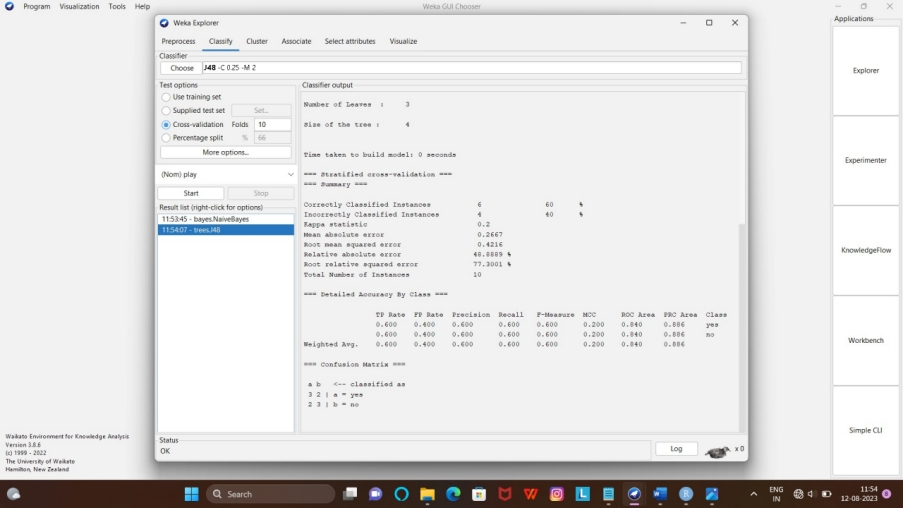 Program Visualization Tools Help
Weka GUI Chooser
Applications
Weka Explorer
Preprocess Classify Cluster Associate Select attributes Visualize
Classifier
Choose J48 -C 0.25 -M 2
Test options
Use training set
Supplied test set Set...
Cross-validation Folds 10
Percentage split % 66
More options...
(Nom) play
Start Stop
Result list (right-click for options)
11:53:45 - bayes.NaiveBayes
11:54:07 - trees.J48
Classifier output
Number of Leaves : 3
Size of the tree : 4
Time taken to build model: 0 seconds
=== Stratified cross-validation ===
=== Summary ===
Correctly Classified Instances 6 60 %
Incorrectly Classified Instances 4 40 %
Kappa statistic 0.2
Mean absolute error 0.2667
Root mean squared error 0.4216
Relative absolute error 48.8889 %
Root relative squared error 77.3001 %
Total Number of Instances 10
=== Detailed Accuracy By Class ===
TP Rate FP Rate Precision Recall F-Measure MCC ROC Area PRC Area Class
0.600 0.400 0.600 0.600 0.600 0.200 0.840 0.886 yes
0.600 0.400 0.600 0.600 0.600 0.200 0.840 0.886 no
Weighted Avg. 0.600 0.400 0.600 0.600 0.600 0.200 0.840 0.886
=== Confusion Matrix ===
a b <-- classified as
3 2 | a = yes
2 3 | b = no
Status
OK
Log x 0
Explorer
Experimenter
KnowledgeFlow
Workbench
Simple CLI
Waikato Environment for Knowledge Analysis
Version 3.8.6
(c) 1999 - 2022
The University of Waikato
Hamilton, New Zealand
Search
ENG
IN
11:54
12-08-2023